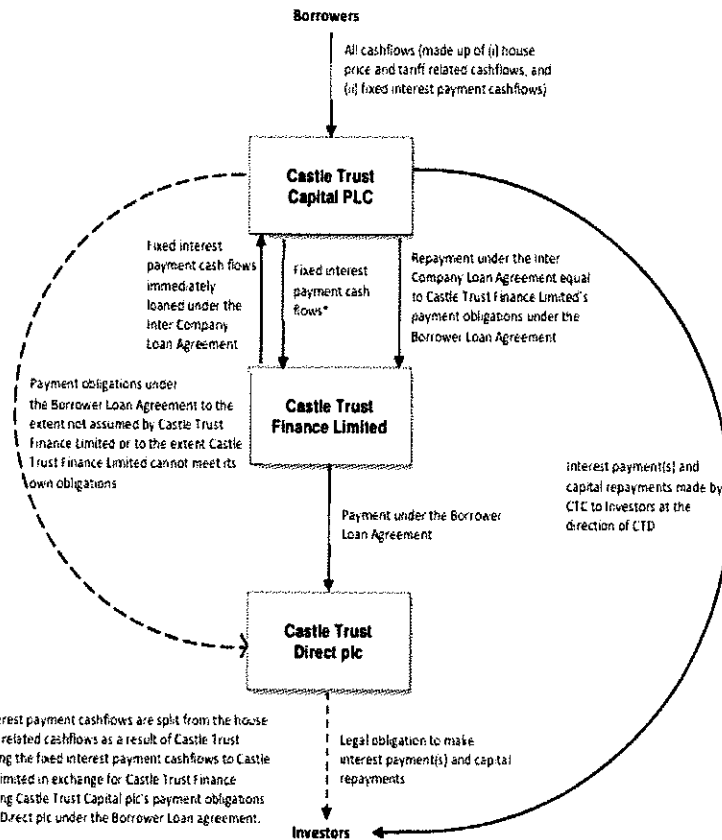 Borrowers
All cashflows (made up of (i) house
price and tariff related cashflows, and
(ii) fixed interest payment cashflows)
Castle Trust
Capital PLC
Fixed interest
payment cash flows
immediately
loaned under the
Inter Company
Loan Agreement
Fixed interest
payment cash
flows*
Repayment under the Inter
Company Loan Agreement equal
to Castle Trust Finance Limited's
payment obligations under the
Borrower Loan Agreement
Payment obligations under
the Borrower Loan Agreement to the
extent not assumed by Castle Trust
Finance Limited or to the extent Castle
Trust Finance Limited cannot meet its
own obligations
Castle Trust
Finance Limited
Interest payment(s) and
capital repayments made by
CTC to Investors at the
direction of CTD
Payment under the Borrower
Loan Agreement
Castle Trust
Direct plc
payment cashflows are split from the house
related cashflows as a result of Castle Trust
the fixed interest payment cashflows to Castle
in exchange for Castle Trust Finance
Castle Trust Capital plc's payment obligations
Direct plc under the Borrower Loan agreement.
Legal obligation to make
interest payment(s) and capital
repayments
Investors